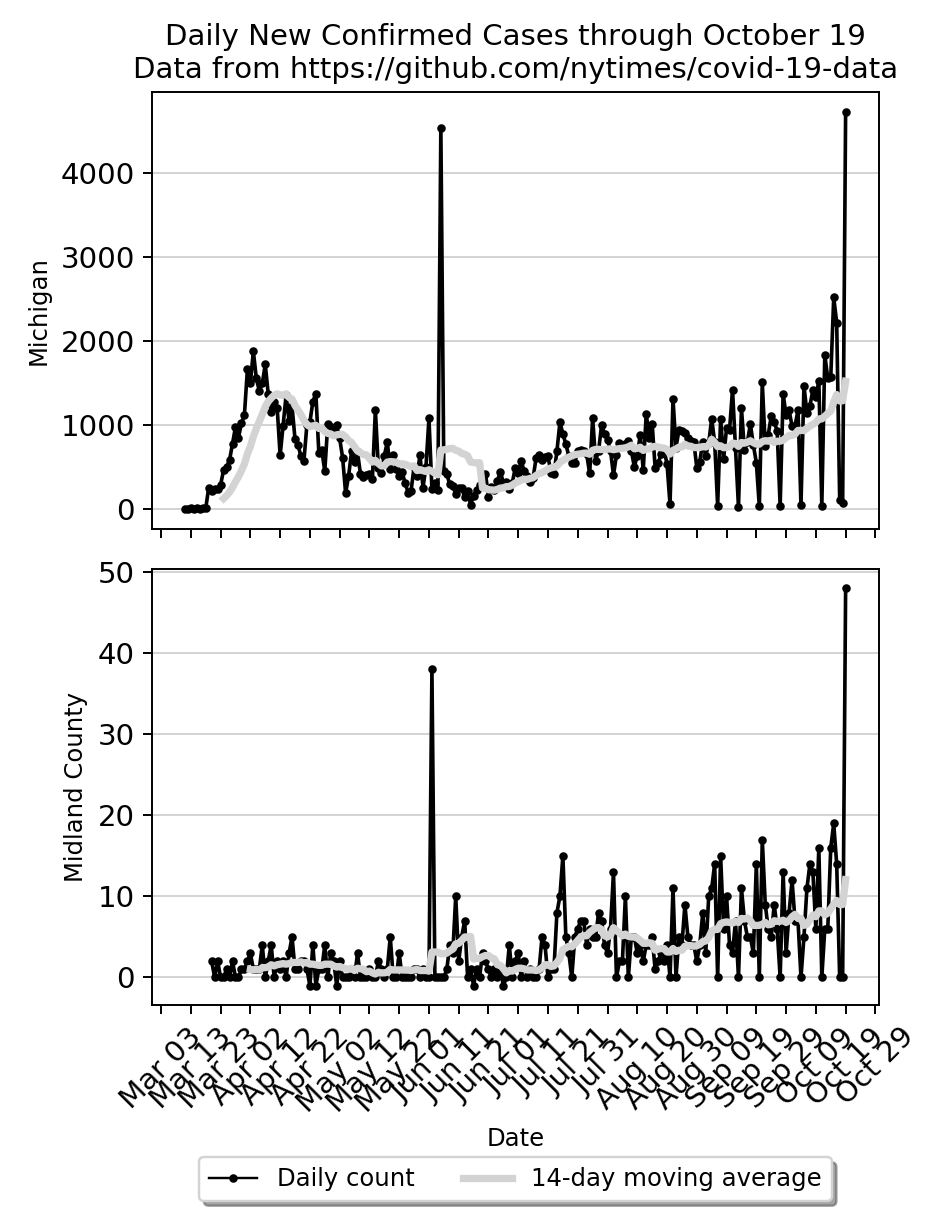 Daily New Confirmed Cases through October 19
Data from https://github.com/nytimes/covid-19-data
Michigan
4000
3000
2000
1000
0
Midland County
50
40
30
20
10
0
Mar 03
Mar 13
Mar 23
Apr 02
Apr 12
Apr 22
May 02
May 12
May 22
Jun 01
Jun 11
Jun 21
Jul 01
Jul 11
Jul 21
Jul 31
Aug 10
Aug 20
Aug 30
Sep 09
Sep 19
Sep 29
Oct 09
Oct 19
Oct 29
Date
Daily count
14-day moving average